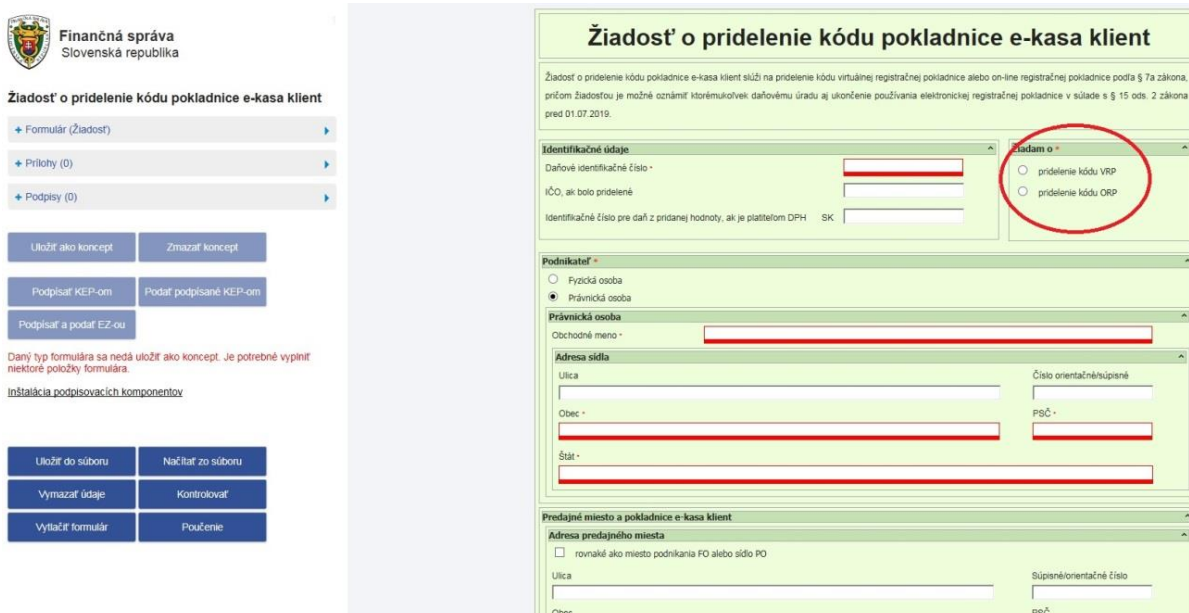 Finančná správa
Slovenská republika
Žiadosť o pridelenie kódu pokladnice e-kasa klient
+ Formulár (Žiadosť)
+ Prílohy (0)
+ Podpisy (0)
Uložiť ako koncept
Zmazať koncept
Podpísať KEP-om
Podať podpísané KEP-om
Podpísať a podať EZ-ou
Daný typ formulára sa nedá uložiť ako koncept. Je potrebné vyplniť
niektoré položky formulára.
Inštalácia podpisovacích komponentov
Uložiť do súboru
Načítať zo súboru
Vymazať údaje
Kontrolovať
Vytlačiť formulár
Poučenie
Žiadosť o pridelenie kódu pokladnice e-kasa klient
Žiadosť o pridelenie kódu pokladnice e-kasa klient slúži na pridelenie kódu virtuálnej registračnej pokladnice alebo on-line registračnej pokladnice podľa § 7a zákona,
pričom žiadosťou je možné oznámiť ktorémukoľvek daňovému úradu aj ukončenie používania elektronickej registračnej pokladnice v súlade s § 15 ods. 2 zákona
pred 01.07.2019.
Identifikačné údaje
Daňové identifikačné číslo *
IČO, ak bolo pridelené
Identifikačné číslo pre daň z pridanej hodnoty, ak je platiteľom DPH SK
Žiadam o *
pridelenie kódu VRP
pridelenie kódu ORP
Podnikateľ *
Fyzická osoba
Právnická osoba
Právnická osoba
Obchodné meno *
Adresa sídla
Ulica
Číslo orientačné/súpisné
Obec *
PSČ *
Štát *
Predajné miesto a pokladnice e-kasa klient
Adresa predajného miesta
rovnaké ako miesto podnikania FO alebo sídlo PO
Ulica
Súpisné/orientačné číslo
Obec
PSČ